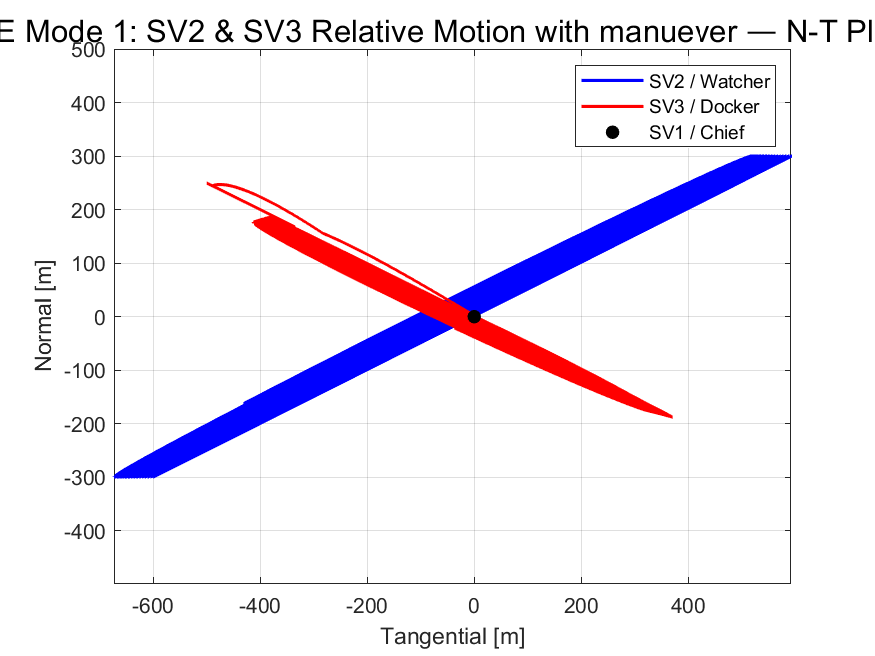 E Mode 1: SV2 & SV3 Relative Motion with manuever — N-T Pl
500
400
300
200
100
0
-100
-200
-300
-400
Normal [m]
SV2 / Watcher
SV3 / Docker
SV1 / Chief
-600
-400
-200
0
200
400
Tangential [m]